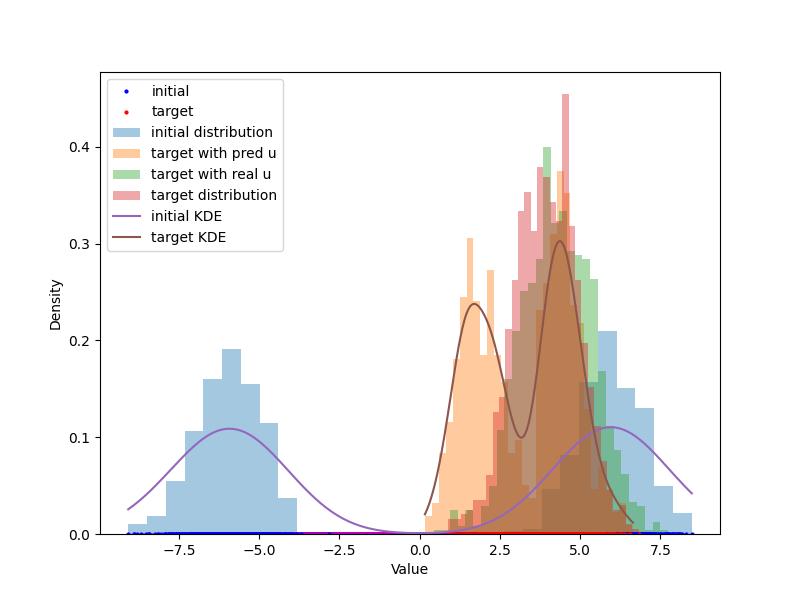 initial
target
initial distribution
target with pred u
target with real u
target distribution
initial KDE
target KDE
0.4
0.3
0.2
0.1
0.0
Density
−7.5 −5.0 −2.5 0.0 2.5 5.0 7.5
Value